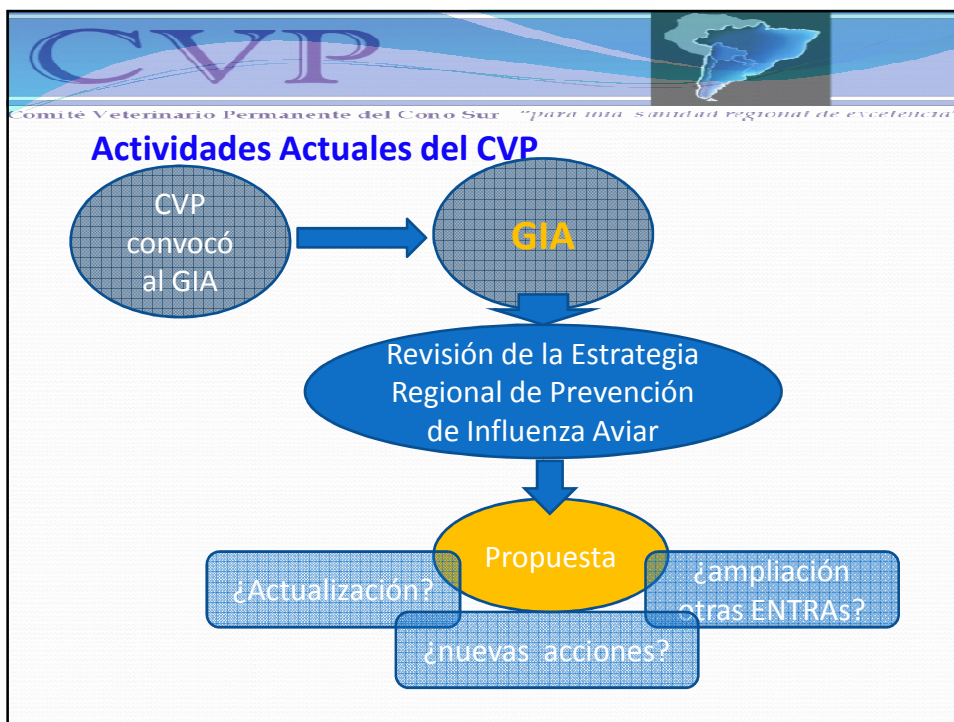 CVP
Comité Veterinario Permanente del Cono Sur "para una sanidad regional de excelencia"
Actividades Actuales del CVP
CVP
convocó
al GIA
GIA
Revisión de la Estrategia
Regional de Prevención
de Influenza Aviar
Propuesta
¿Actualización?
¿ampliación
otras ENTRAs?
¿nuevas acciones?